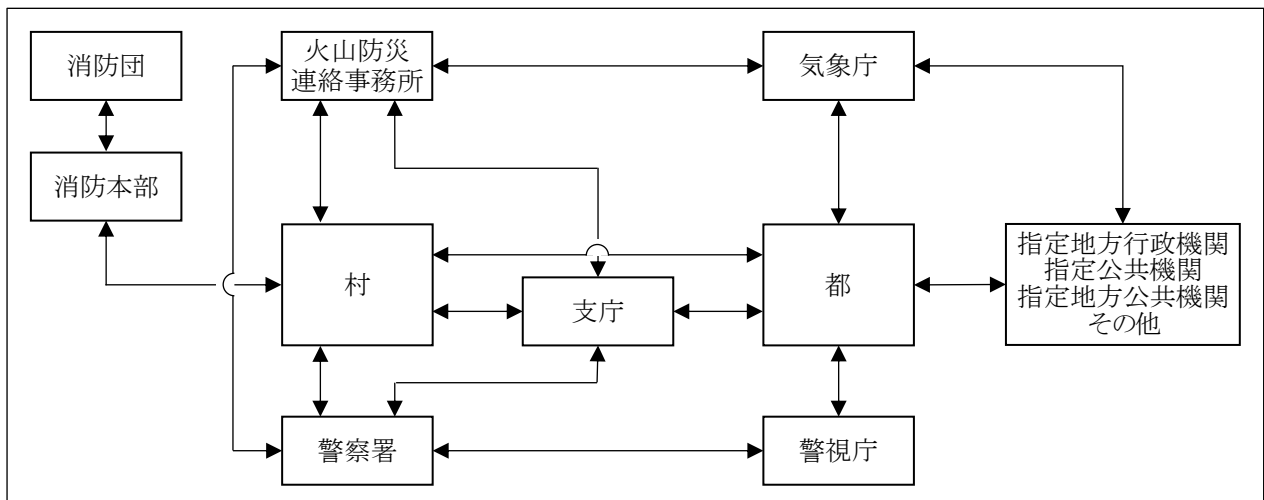 消防団
火山防災
連絡事務所
気象庁
消防本部
村
支庁
都
指定地方行政機関
指定公共機関
指定地方公共機関
その他
警察署
警視庁